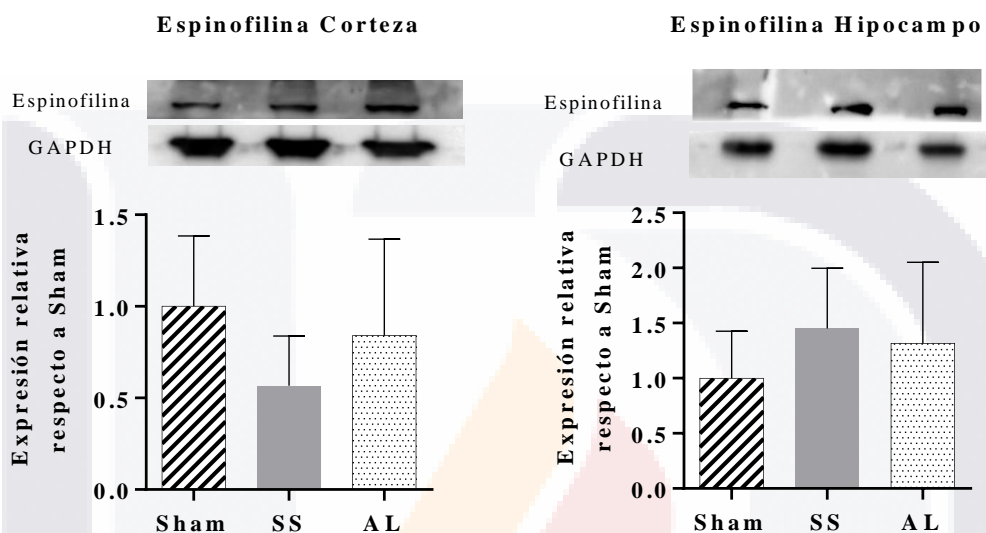 Espinofilina Corteza
Espinofilina
GAPDH
Expresión relativa
respecto a Sham
1.5
1.0
0.5
0.0
Sham SS AL
Espinofilina Hipocampo
Espinofilina
GAPDH
Expresión relativa
respecto a Sham
2.5
2.0
1.5
1.0
0.5
0.0
Sham SS AL